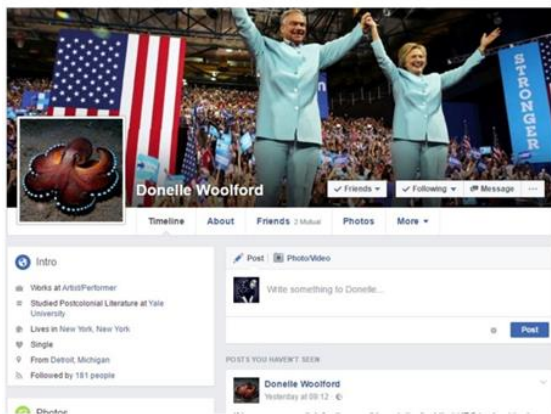 STRONGER
Donelle Woolford
Friends
Following
Message
Timeline
About
Friends 2 Mutual
Photos
More
Intro
Works at Artist/Performer
Studied Postcolonial Literature at Yale
University
Lives in New York, New York
Single
From Detroit, Michigan
Followed by 181 people
Photos
Post
Photo/Video
Write something to Donelle...
Post
POSTS YOU HAVEN'T SEEN
Donelle Woolford
Yesterday at 09:12